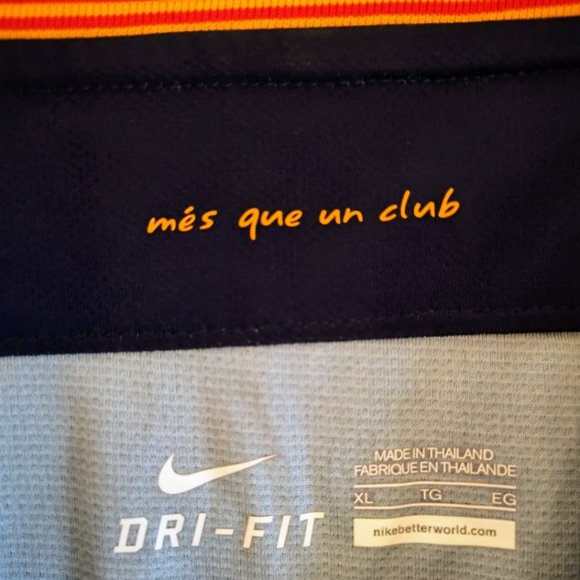 més que un club
DRI-FIT
MADE IN THAILAND
FABRIQUE EN THAILANDE
XL TG EG
nikebetterworld.com